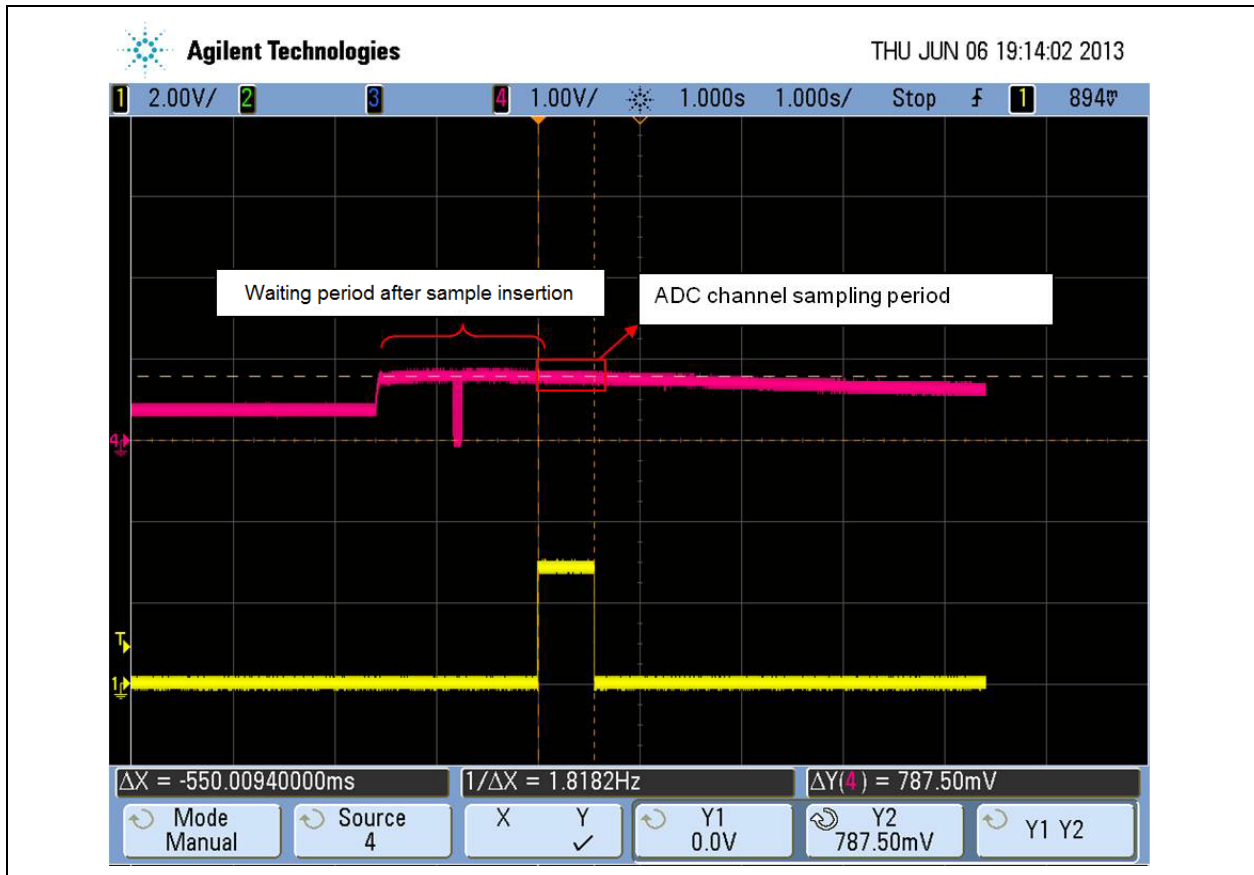 Agilent Technologies
THU JUN 06 19:14:02 2013
1 2.00V/ 2 3 4 1.00V/ 1.000s 1.000s/ Stop 1 894m
Waiting period after sample insertion
ADC channel sampling period
4
T
1
ΔX = -550.00940000ms 1/ΔX = 1.8182Hz ΔY(4) = 787.50mV
Mode Source X Y Y1 Y2 Y1 Y2
Manual 4 ✓ 0.0V 787.50mV